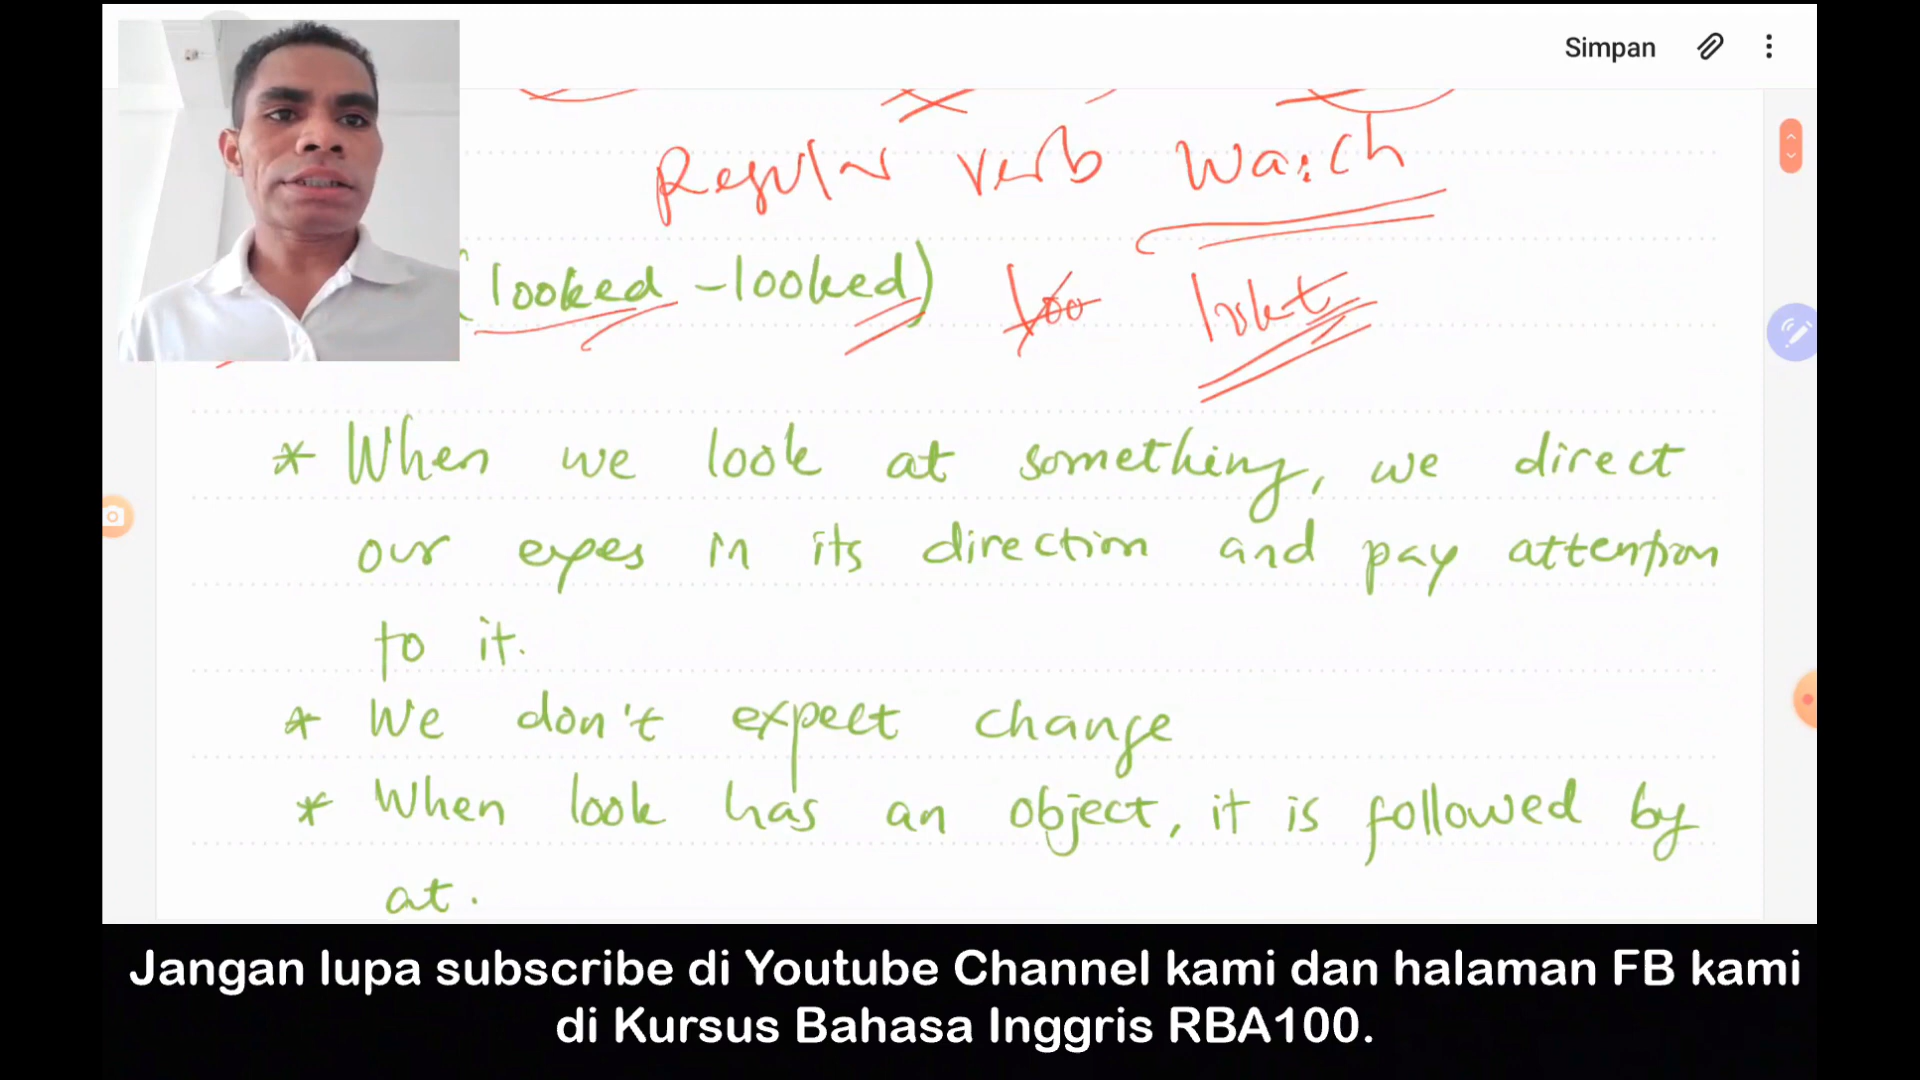 Simpan
Regular verb Watch
(looked - looked) loo lookt
* When we look at something, we direct
our eyes in its direction and pay attention
to it.
* We don't expect change
* When look has an object, it is followed by
at.
Jangan lupa subscribe di Youtube Channel kami dan halaman FB kami
di Kursus Bahasa Inggris RBA100.